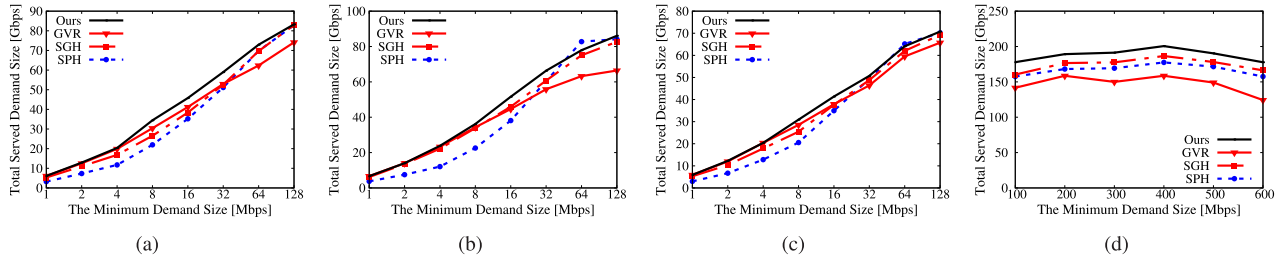 Total Served Demand Size [Gbps]
90
80
70
60
50
40
30
20
10
0
Ours
GVR
SGH
SPH
1 2 4 8 16 32 64 128
The Minimum Demand Size [Mbps]
(a)
Total Served Demand Size [Gbps]
100
80
60
40
20
0
Ours
GVR
SGH
SPH
1 2 4 8 16 32 64 128
The Minimum Demand Size [Mbps]
(b)
Total Served Demand Size [Gbps]
80
70
60
50
40
30
20
10
0
Ours
GVR
SGH
SPH
1 2 4 8 16 32 64 128
The Minimum Demand Size [Mbps]
(c)
Total Served Demand Size [Gbps]
250
200
150
100
50
0
Ours
GVR
SGH
SPH
100 200 300 400 500 600
The Minimum Demand Size [Mbps]
(d)